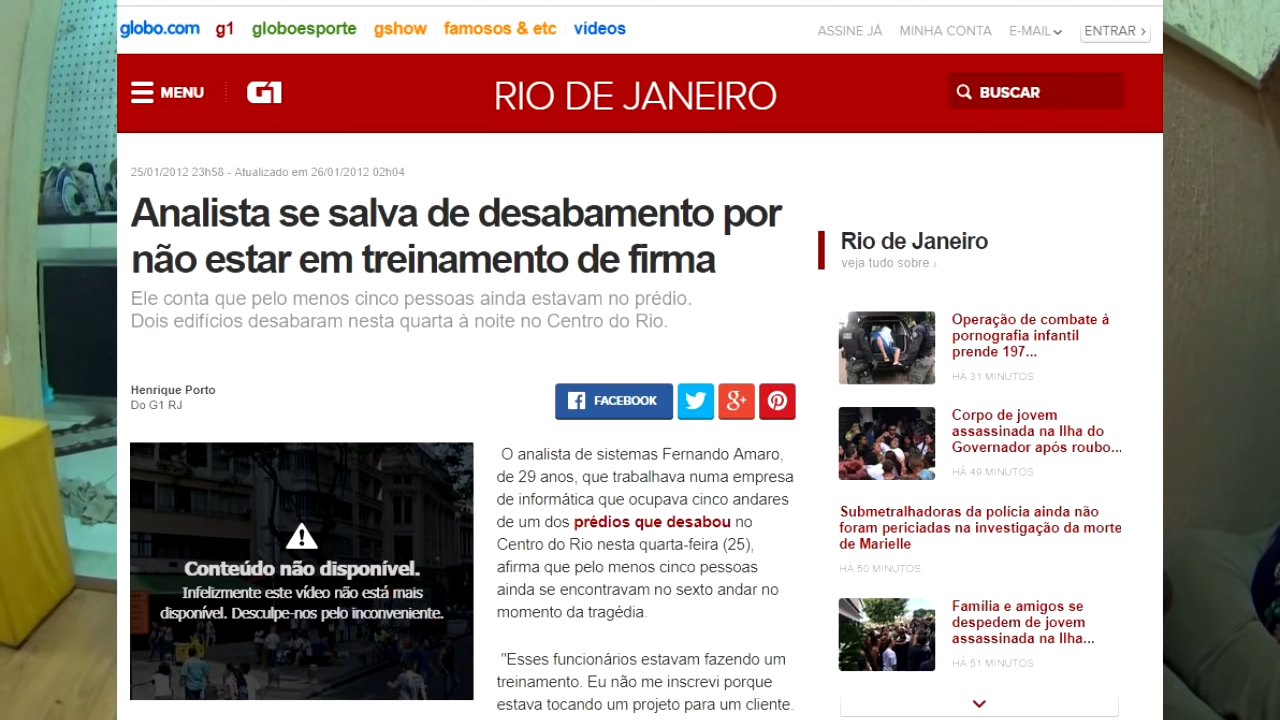 globo.com g1 globoesporte gshow famosos & etc vídeos
ASSINE JÁ MINHA CONTA E-MAIL ENTRAR ›
MENU G1 RIO DE JANEIRO BUSCAR
25/01/2012 23h58 - Atualizado em 26/01/2012 02h04
Analista se salva de desabamento por
não estar em treinamento de firma
Ele conta que pelo menos cinco pessoas ainda estavam no prédio.
Dois edifícios desabaram nesta quarta à noite no Centro do Rio.
Henrique Porto
Do G1 RJ
FACEBOOK
Conteúdo não disponível.
Infelizmente este vídeo não está mais
disponível. Desculpe-nos pelo inconveniente.
O analista de sistemas Fernando Amaro,
de 29 anos, que trabalhava numa empresa
de informática que ocupava cinco andares
de um dos prédios que desabou no
Centro do Rio nesta quarta-feira (25),
afirma que pelo menos cinco pessoas
ainda se encontravam no sexto andar no
momento da tragédia.
"Esses funcionários estavam fazendo um
treinamento. Eu não me inscrevi porque
estava tocando um projeto para um cliente.
Rio de Janeiro
veja tudo sobre ›
Operação de combate à
pornografia infantil
prende 197...
HÁ 31 MINUTOS
Corpo de jovem
assassinada na Ilha do
Governador após roubo...
HÁ 49 MINUTOS
Submetralhadoras da polícia ainda não
foram periciadas na investigação da morte
de Marielle
HÁ 50 MINUTOS
Família e amigos se
despedem de jovem
assassinada na Ilha...
HÁ 51 MINUTOS